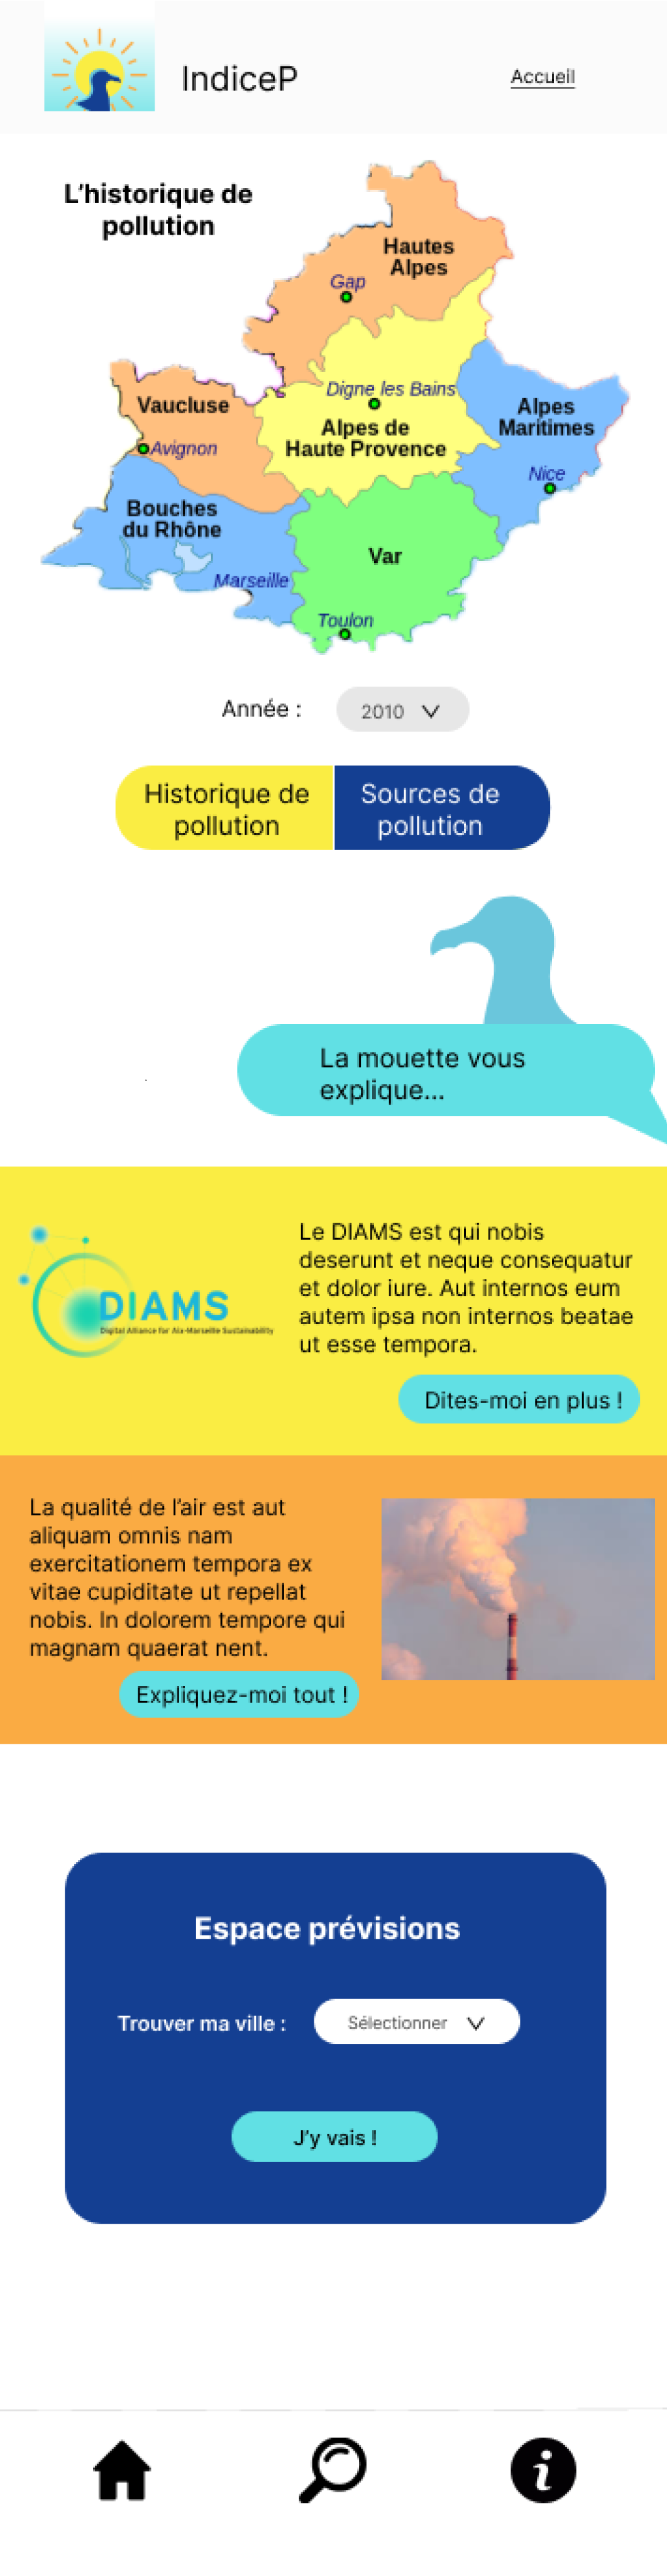 IndiceP
Accueil
L'historique de
pollution
Hautes
Alpes
Gap
Digne les Bains
Alpes de
Haute Provence
Vaucluse
Avignon
Alpes
Maritimes
Nice
Bouches
du Rhône
Marseille
Var
Toulon
Année :
2010
Historique de
pollution
Sources de
pollution
La mouette vous
explique...
DIAMS
Digital Alliance for Aix-Marseille Sustainability
Le DIAMS est qui nobis
deserunt et neque consequatur
et dolor iure. Aut internos eum
autem ipsa non internos beatae
ut esse tempora.
Dites-moi en plus !
La qualité de l'air est aut
aliquam omnis nam
exercitationem tempora ex
vitae cupiditate ut repellat
nobis. In dolorem tempore qui
magnam quaerat nent.
Expliquez-moi tout !
Espace prévisions
Trouver ma ville :
Sélectionner
J'y vais !